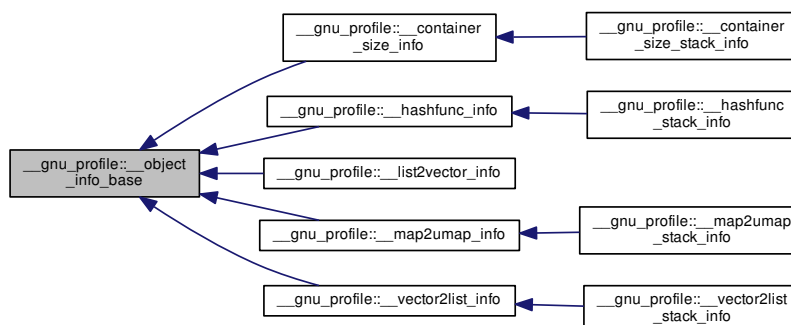 __gnu_profile::__container
_size_info
__gnu_profile::__container
_size_stack_info
__gnu_profile::__hashfunc_info
__gnu_profile::__hashfunc
_stack_info
__gnu_profile::__object
_info_base
__gnu_profile::__list2vector_info
__gnu_profile::__map2umap_info
__gnu_profile::__map2umap
_stack_info
__gnu_profile::__vector2list_info
__gnu_profile::__vector2list
_stack_info